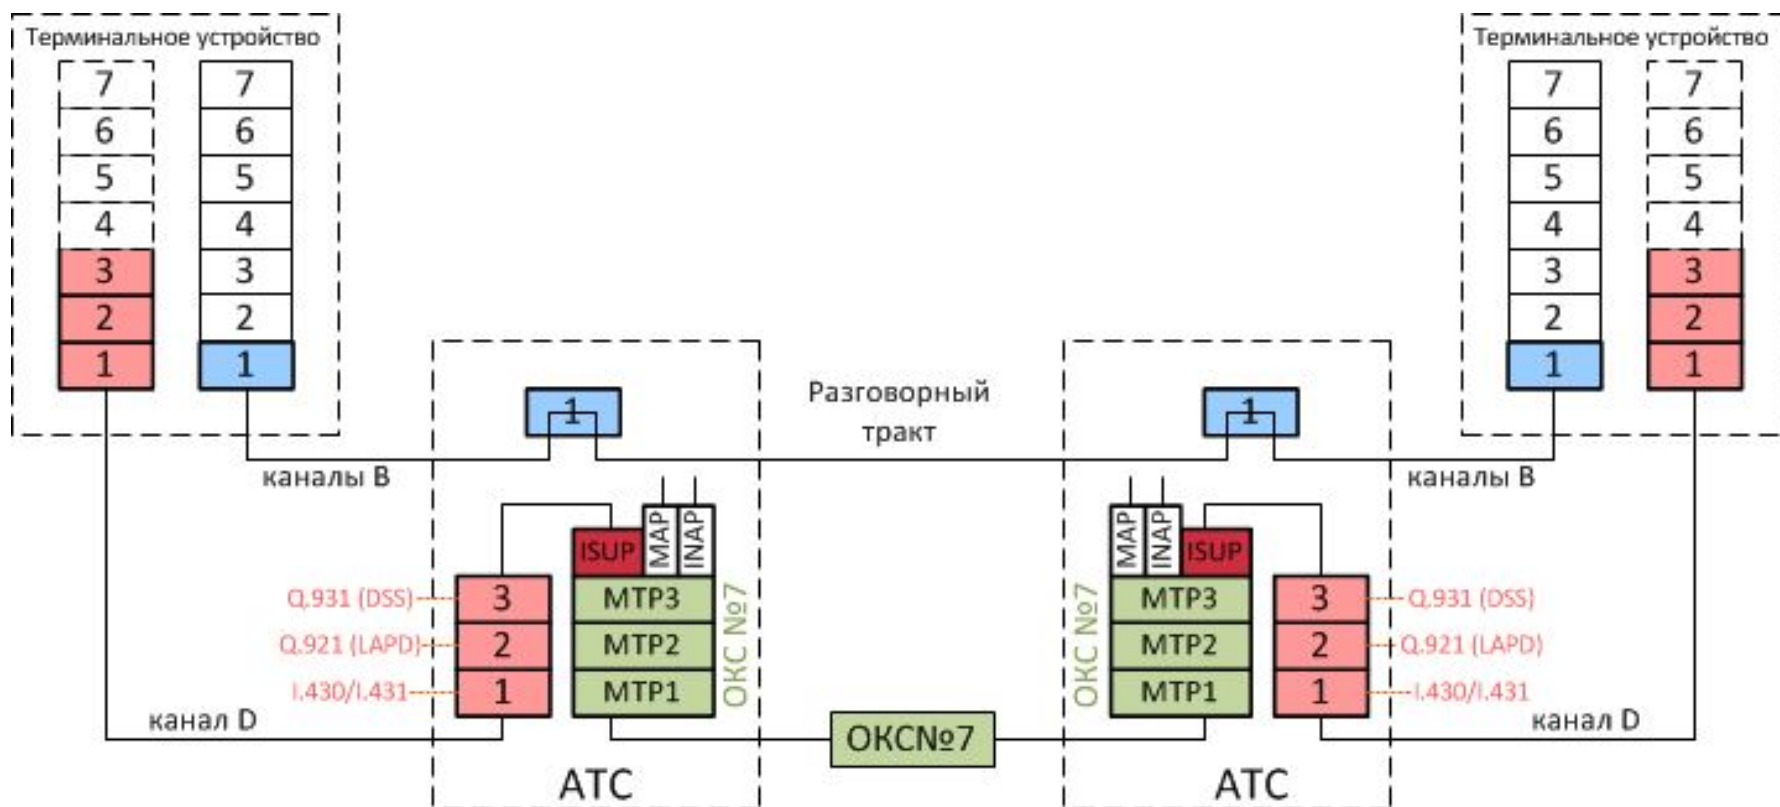 Терминальное устройство
7
6
5
4
3
2
1
7
6
5
4
3
2
1
Терминальное устройство
7
6
5
4
3
2
1
7
6
5
4
3
2
1
1
Разговорный
тракт
1
каналы B
каналы B
ISUP
MAP
INAP
MTP3
MTP2
MTP1
ОКС №7
3
2
1
Q.931 (DSS)
Q.921 (LAPD)
I.430/I.431
канал D
АТС
ОКС№7
MAP
INAP
ISUP
MTP3
MTP2
MTP1
ОКС №7
3
2
1
Q.931 (DSS)
Q.921 (LAPD)
I.430/I.431
канал D
АТС